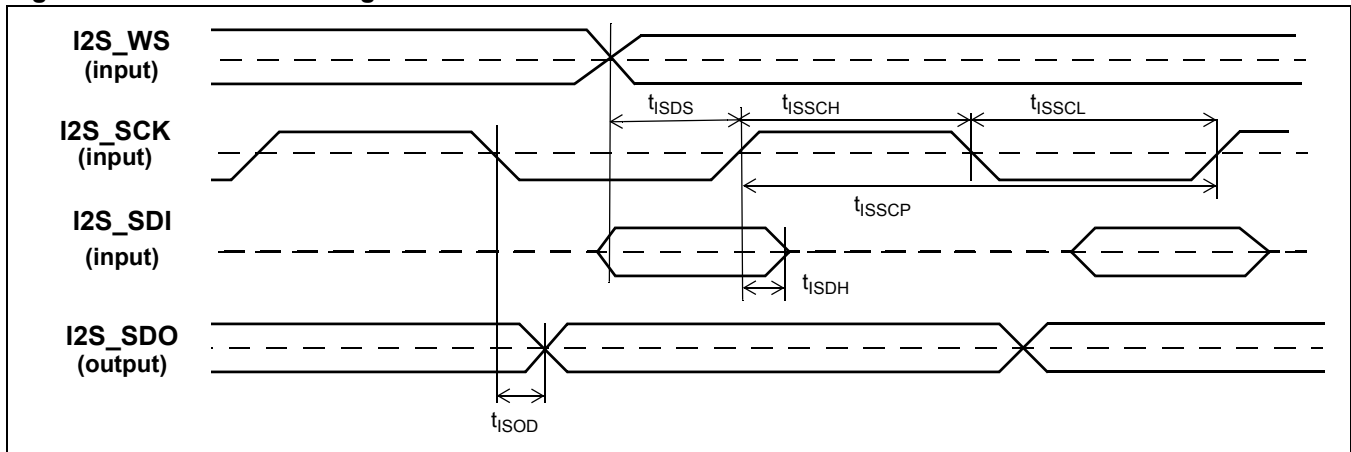 I2S_WS
(input)
tISDS
tISSCH
tISSCL
I2S_SCK
(input)
tISSCP
I2S_SDI
(input)
tISDH
I2S_SDO
(output)
tISOD